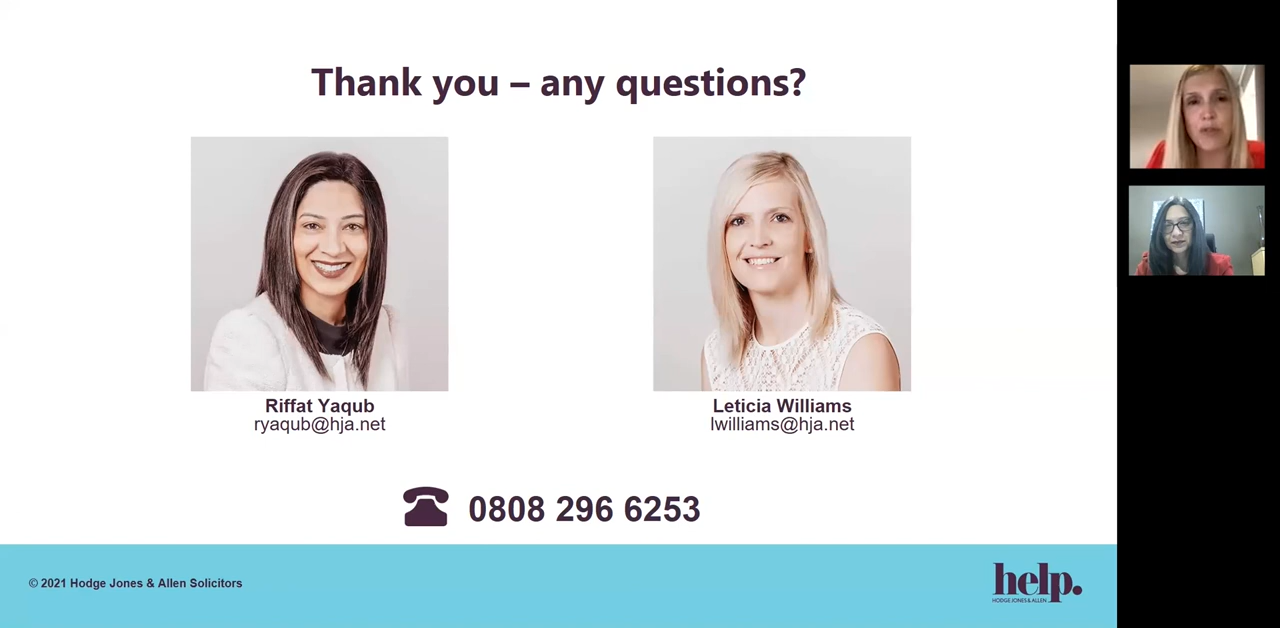 Thank you – any questions?
Riffat Yaqub
ryaqub@hja.net
Leticia Williams
lwilliams@hja.net
0808 296 6253
© 2021 Hodge Jones & Allen Solicitors
help.
HODGE JONES & ALLEN